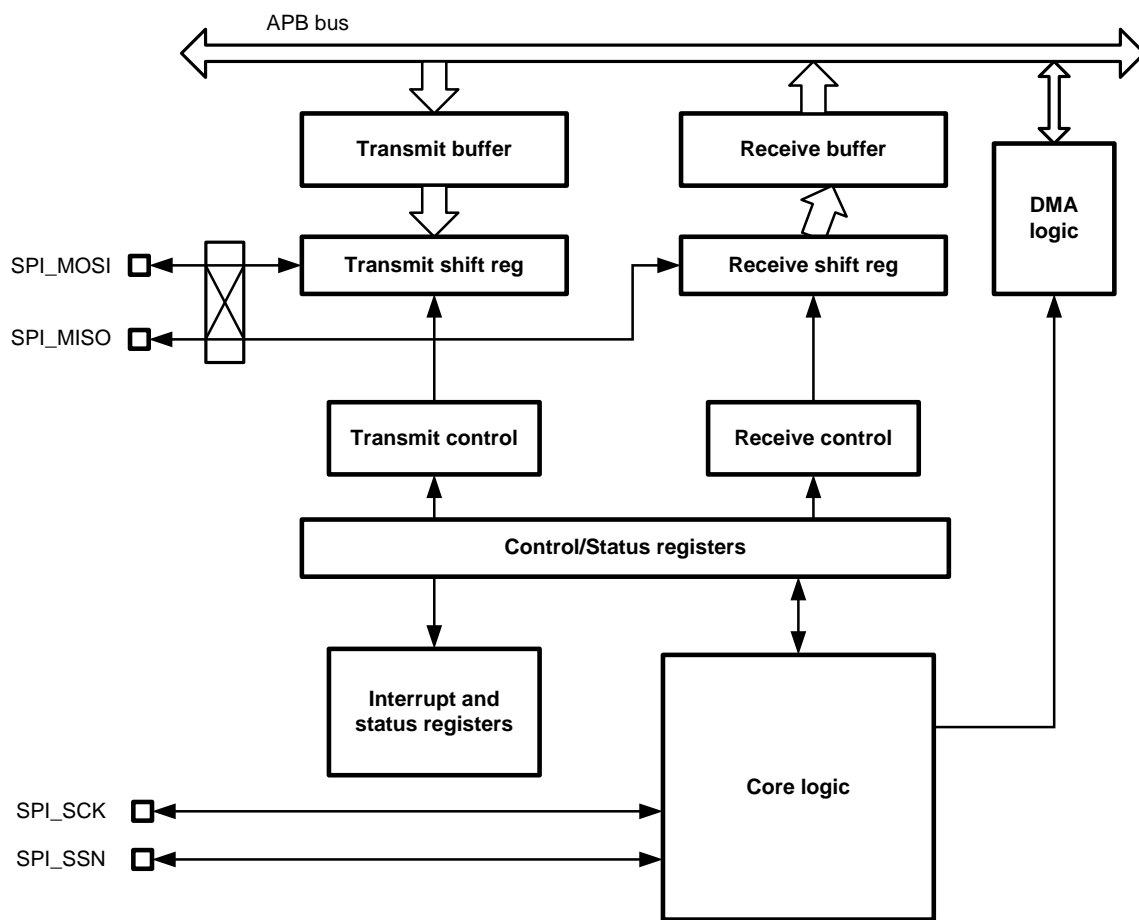 APB bus
Transmit buffer
Receive buffer
DMA
logic
SPI_MOSI
Transmit shift reg
Receive shift reg
SPI_MISO
Transmit control
Receive control
Control/Status registers
Interrupt and
status registers
Core logic
SPI_SCK
SPI_SSN